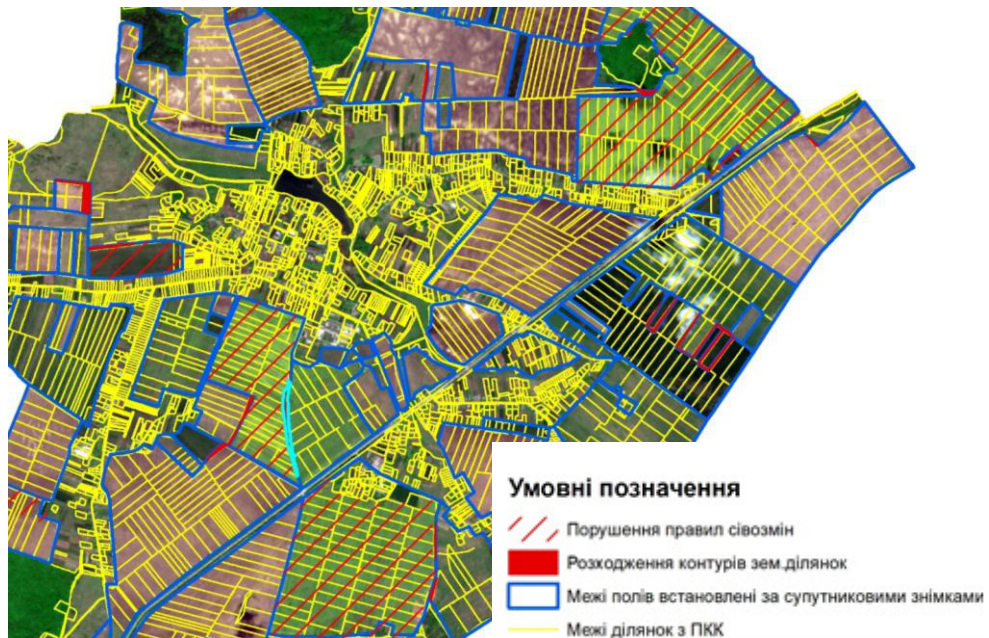 Умовні позначення
Порушення правил сівозмін
Розходження контурів зем.ділянок
Межі полів встановлені за супутниковими знімками
Межі ділянок з ПКК